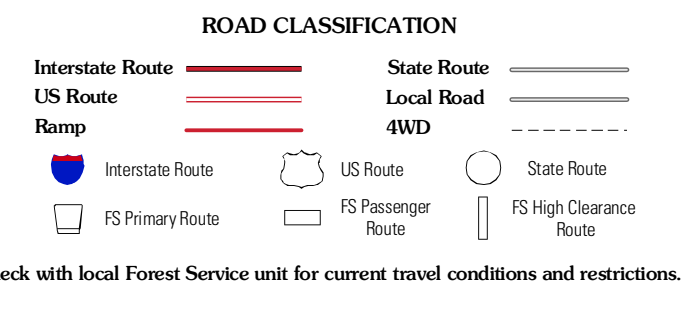 ROAD CLASSIFICATION
Interstate Route State Route
US Route Local Road
Ramp 4WD
Interstate Route US Route State Route
FS Primary Route FS Passenger Route FS High Clearance Route
eck with local Forest Service unit for current travel conditions and restrictions.